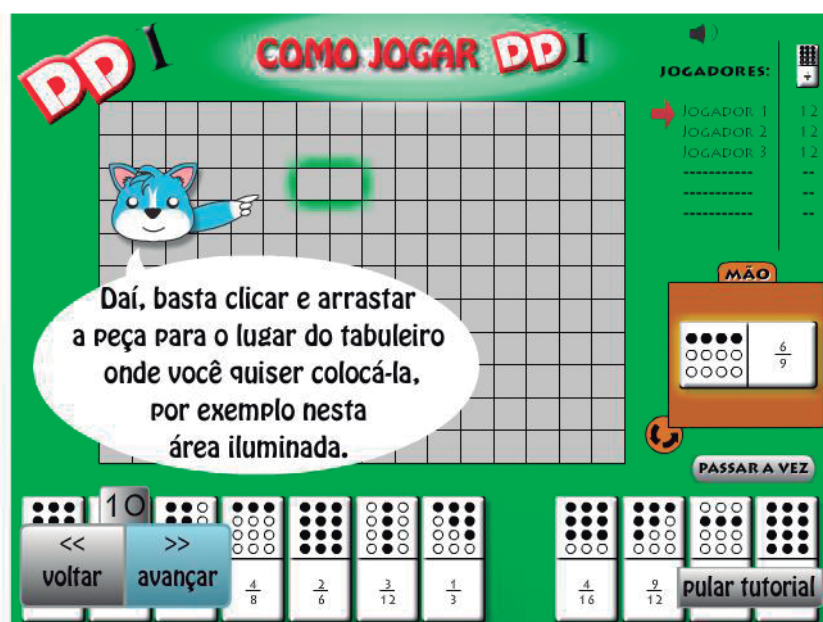 DD I
COMO JOGAR DD I
JOGADORES:
÷
JOGADOR 1 12
JOGADOR 2 12
JOGADOR 3 12
----------- --
----------- --
----------- --
MÃO
6/9
Daí, basta clicar e arrastar
a peça para o lugar do tabuleiro
onde você quiser colocá-la,
por exemplo nesta
área iluminada.
PASSAR A VEZ
10
<< >>
voltar avançar
4/8 2/6 3/12 1/3 4/16 9/12
pular tutorial